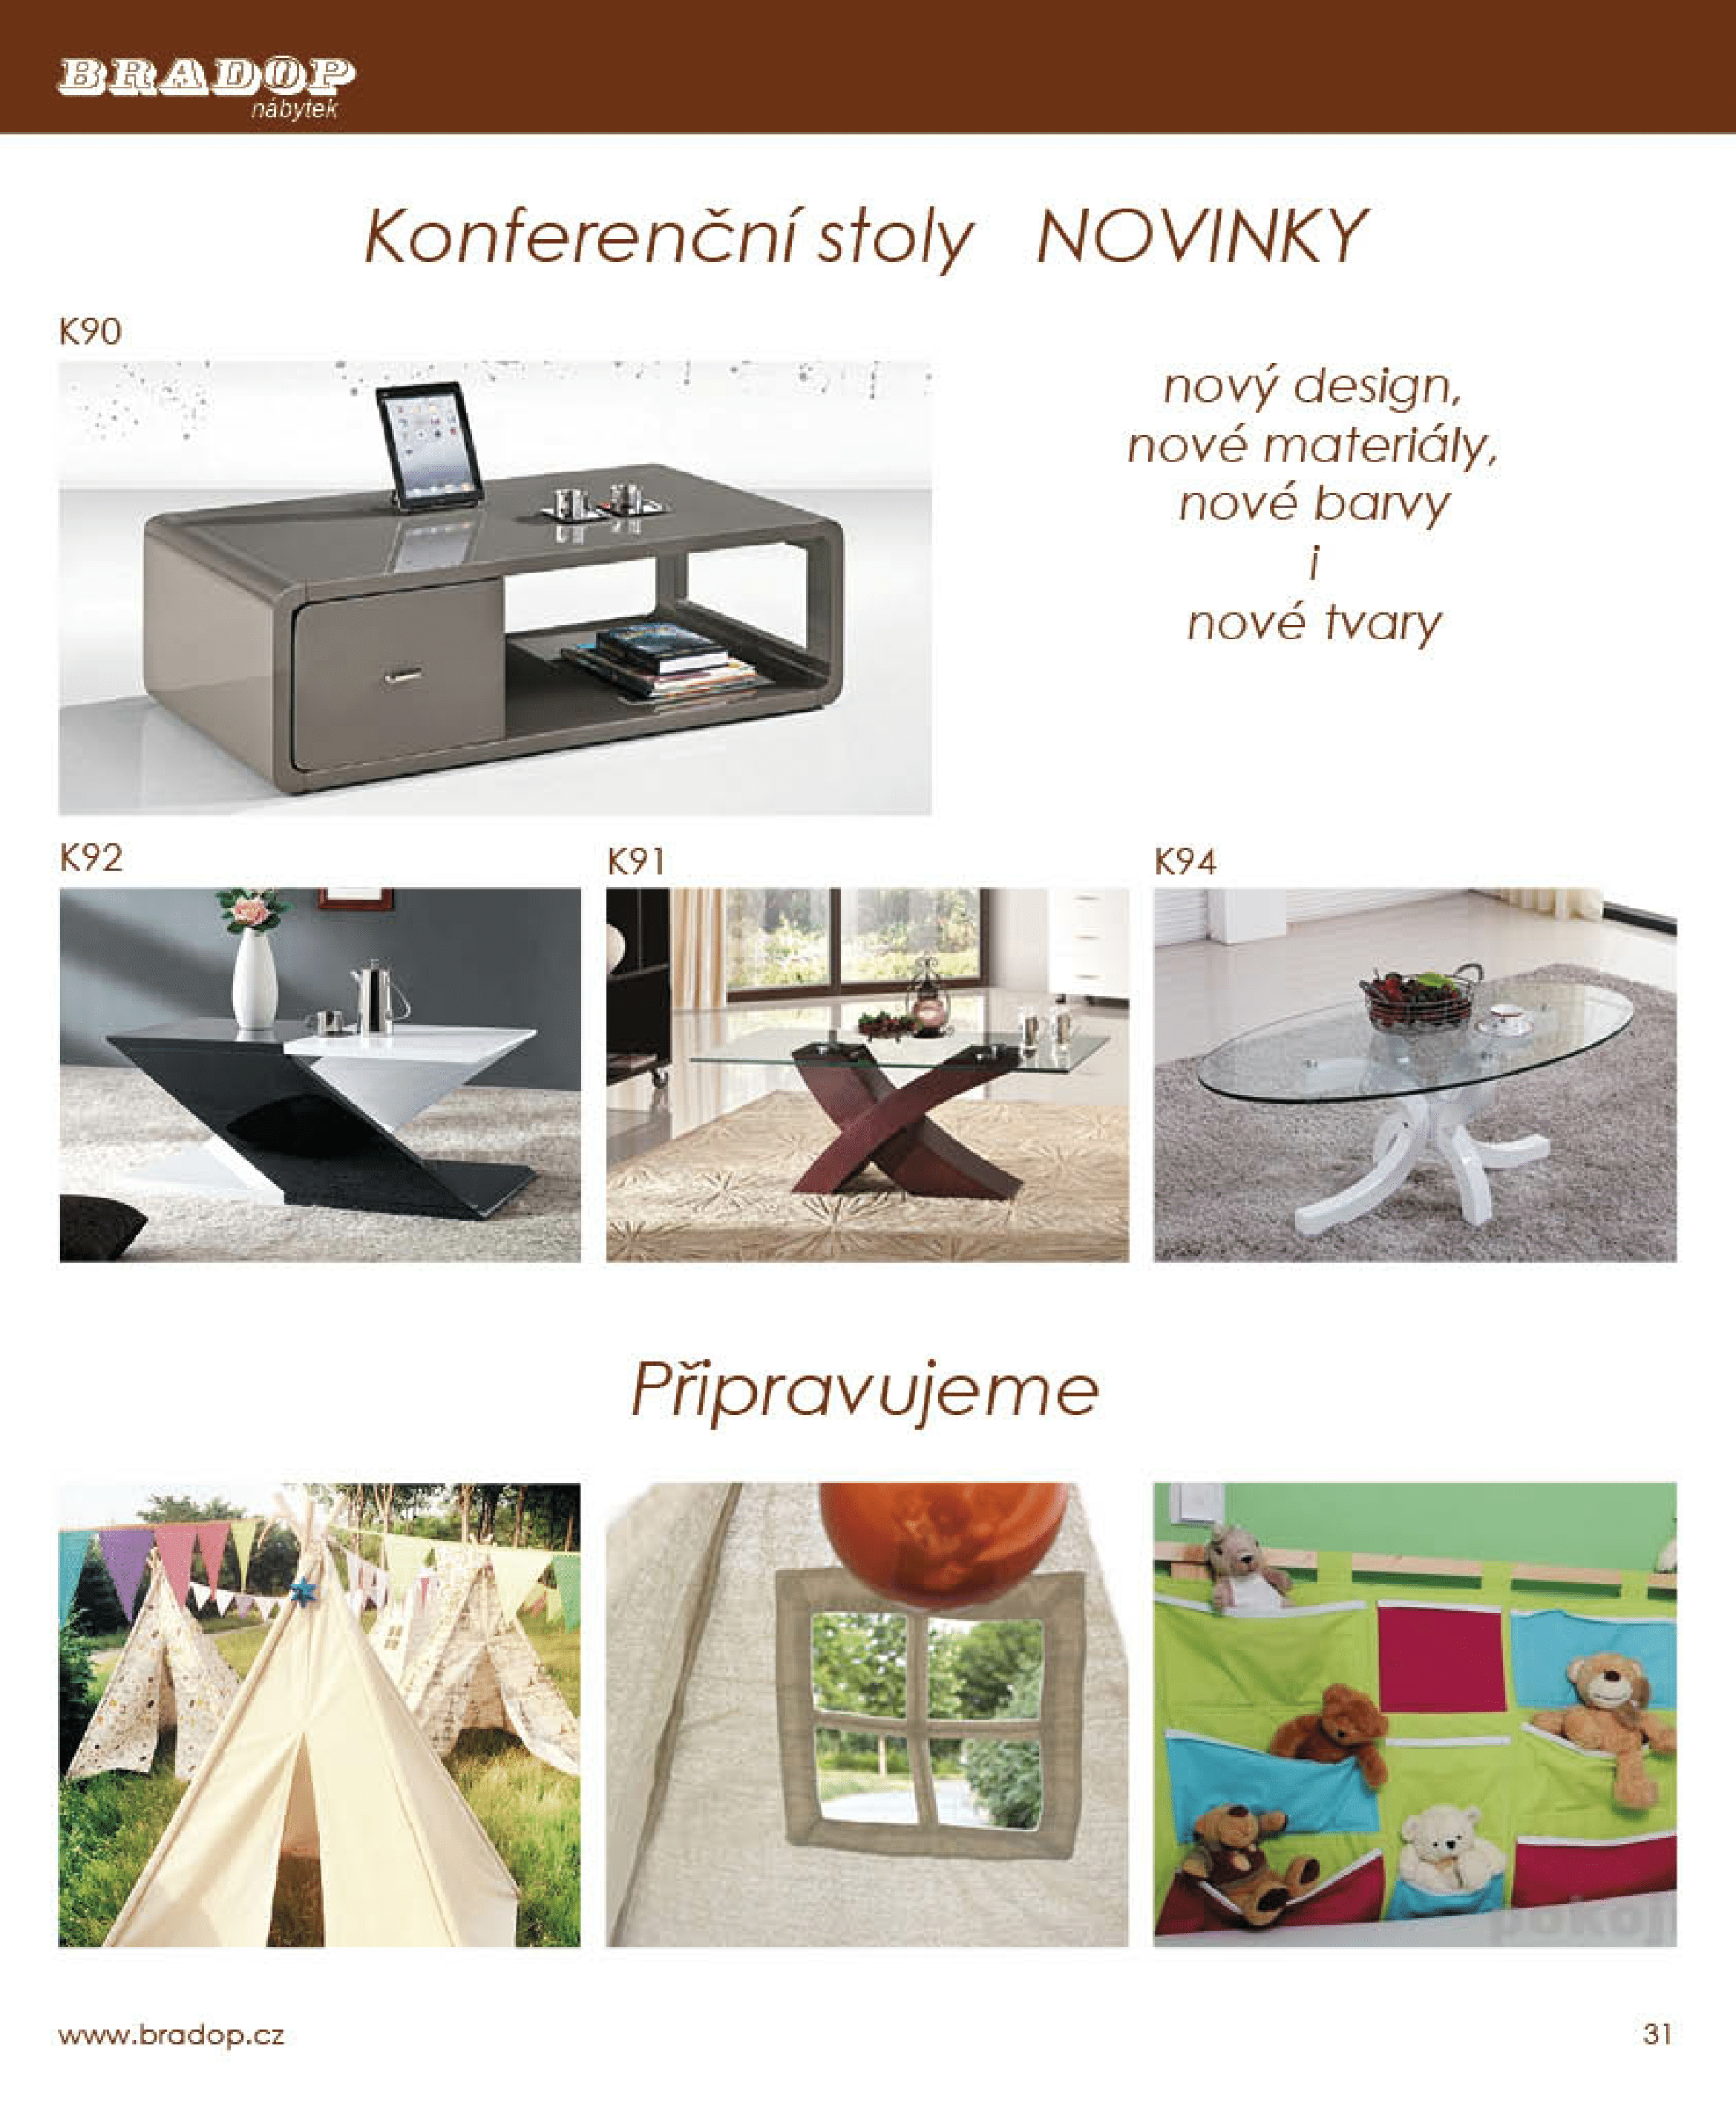 BRADOP
nábytek
Konferenční stoly NOVINKY
K90
nový design,
nové materiály,
nové barvy
i
nové tvary
K92
K91
K94
Připravujeme
pokoj
www.bradop.cz
31